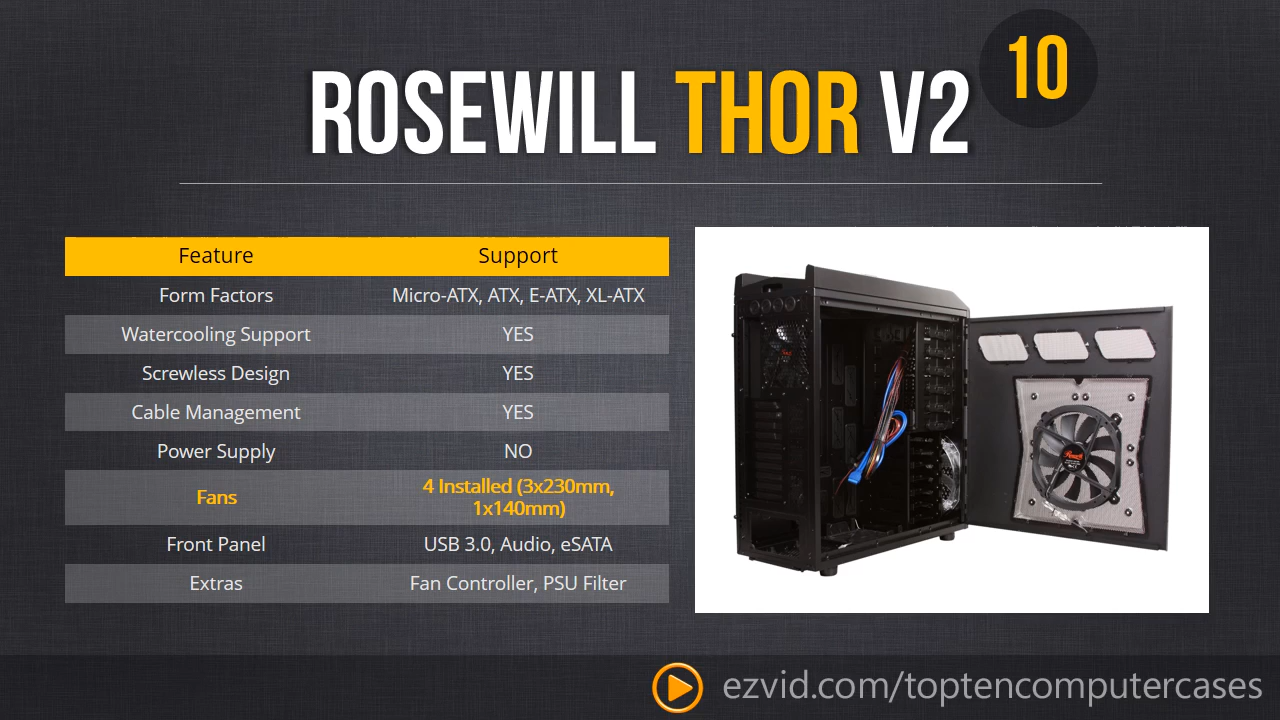 10
ROSEWILL THOR V2
Feature Support
Form Factors Micro-ATX, ATX, E-ATX, XL-ATX
Watercooling Support YES
Screwless Design YES
Cable Management YES
Power Supply NO
Fans 4 Installed (3x230mm,
1x140mm)
Front Panel USB 3.0, Audio, eSATA
Extras Fan Controller, PSU Filter
ezvid.com/toptencomputercases